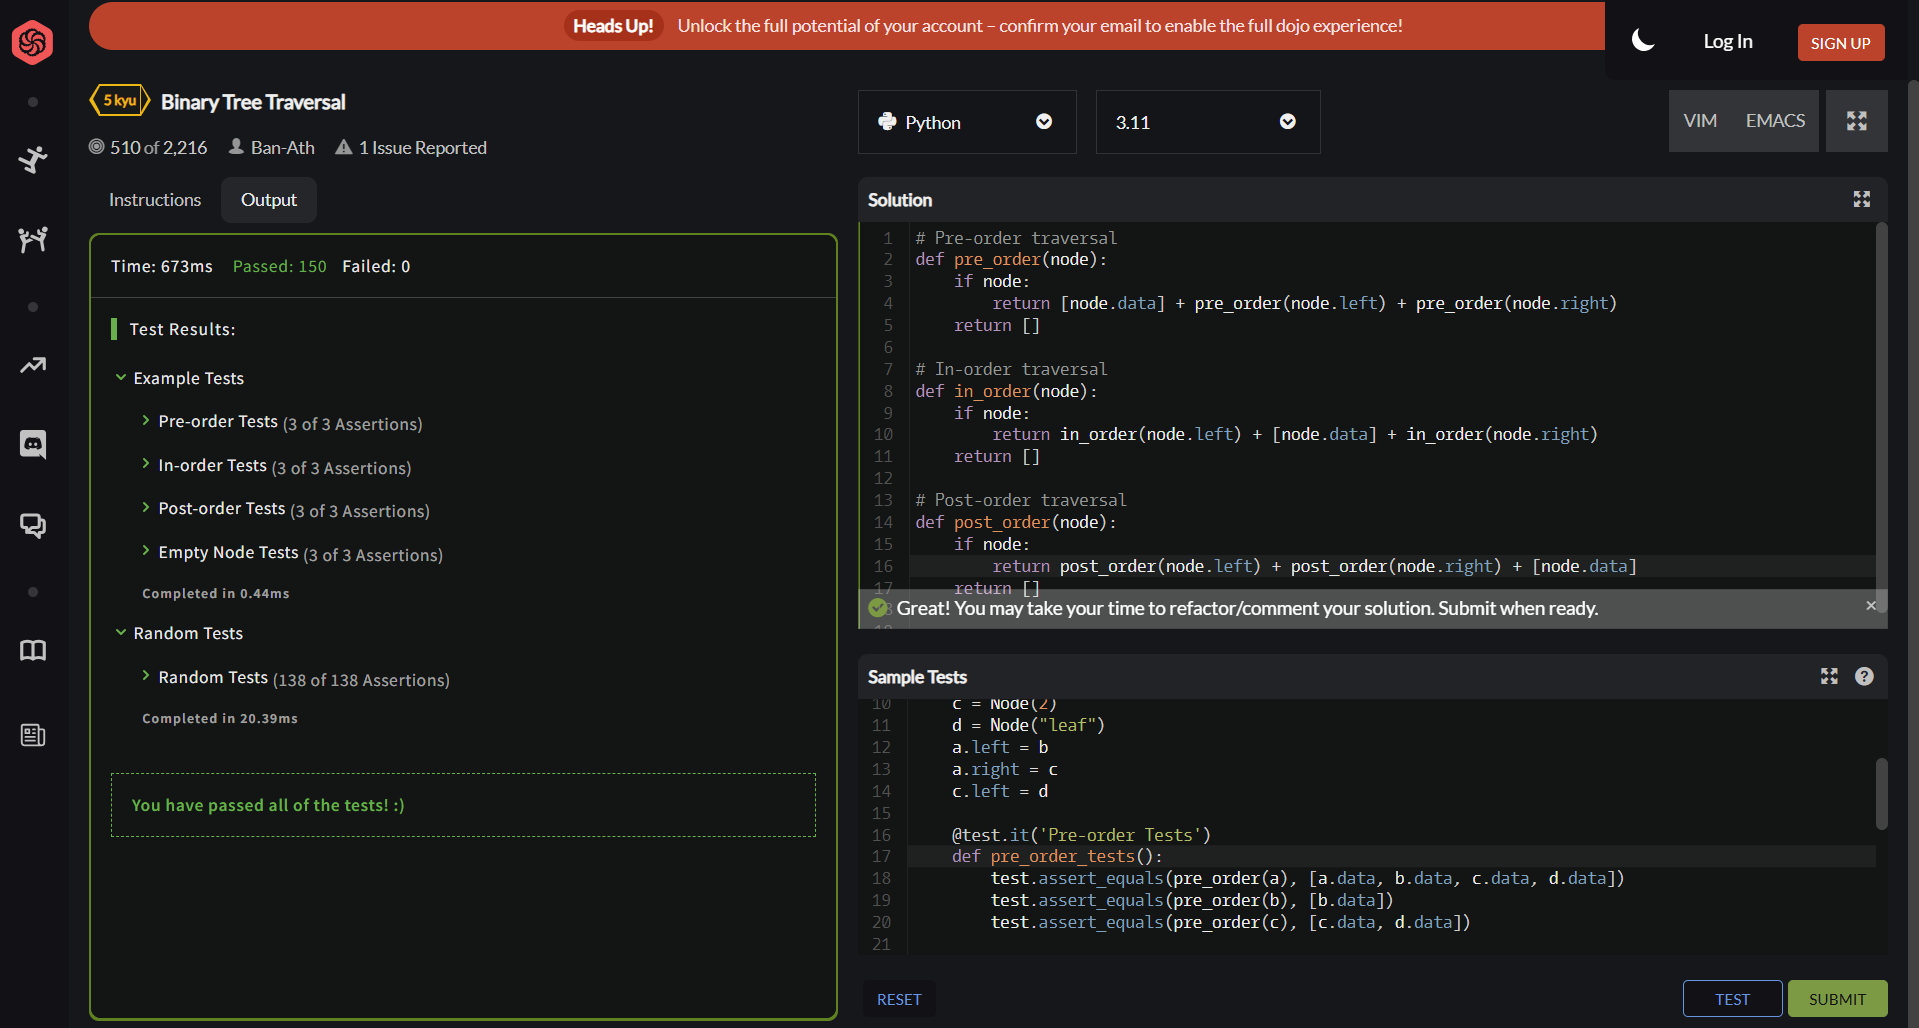 Heads Up! Unlock the full potential of your account – confirm your email to enable the full dojo experience!
Log In
SIGN UP
5 kyu Binary Tree Traversal
510 of 2,216 Ban-Ath 1 Issue Reported
Instructions Output
Time: 673ms Passed: 150 Failed: 0
Test Results:
Example Tests
Pre-order Tests (3 of 3 Assertions)
In-order Tests (3 of 3 Assertions)
Post-order Tests (3 of 3 Assertions)
Empty Node Tests (3 of 3 Assertions)
Completed in 0.44ms
Random Tests
Random Tests (138 of 138 Assertions)
Completed in 20.39ms
You have passed all of the tests! :)
Python 3.11 VIM EMACS
Solution
1 # Pre-order traversal
2 def pre_order(node):
3     if node:
4         return [node.data] + pre_order(node.left) + pre_order(node.right)
5     return []
6
7 # In-order traversal
8 def in_order(node):
9     if node:
10         return in_order(node.left) + [node.data] + in_order(node.right)
11     return []
12
13 # Post-order traversal
14 def post_order(node):
15     if node:
16         return post_order(node.left) + post_order(node.right) + [node.data]
17     return []
Great! You may take your time to refactor/comment your solution. Submit when ready. ×
Sample Tests ?
10 c = Node(2)
11 d = Node("leaf")
12 a.left = b
13 a.right = c
14 c.left = d
15
16 @test.it('Pre-order Tests')
17 def pre_order_tests():
18     test.assert_equals(pre_order(a), [a.data, b.data, c.data, d.data])
19     test.assert_equals(pre_order(b), [b.data])
20     test.assert_equals(pre_order(c), [c.data, d.data])
21
RESET TEST SUBMIT